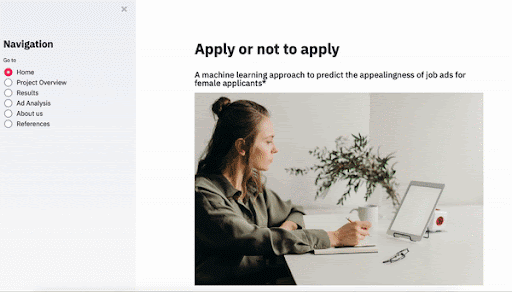 Navigation
Go to
Home
Project Overview
Results
Ad Analysis
About us
References
Apply or not to apply
A machine learning approach to predict the appealingness of job ads for
female applicants*